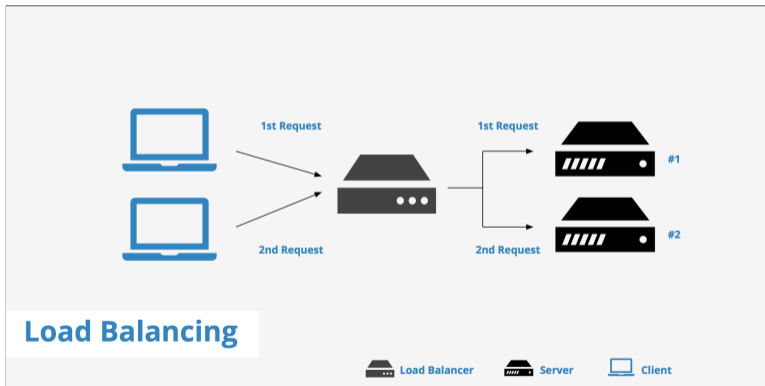 1st Request
1st Request
#1
#2
2nd Request
2nd Request
Load Balancing
Load Balancer
Server
Client